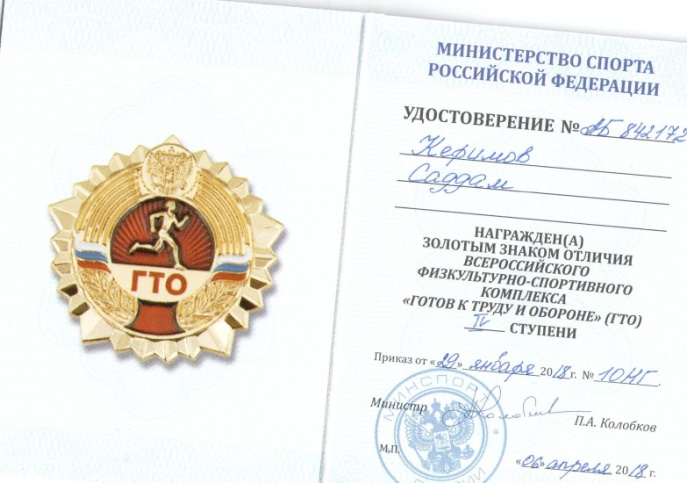 ГТО
МИНИСТЕРСТВО СПОРТА
РОССИЙСКОЙ ФЕДЕРАЦИИ
УДОСТОВЕРЕНИЕ № АБ 842172
Керимов
Саддам
НАГРАЖДЕН(А)
ЗОЛОТЫМ ЗНАКОМ ОТЛИЧИЯ
ВСЕРОССИЙСКОГО
ФИЗКУЛЬТУРНО-СПОРТИВНОГО
КОМПЛЕКСА
«ГОТОВ К ТРУДУ И ОБОРОНЕ» (ГТО)
IV СТУПЕНИ
Приказ от «29» января 2018 г. № 10НГ.
Министр
П.А. Колобков
МИНСПОРТ
М.П.
«06» апреля 2018 г.